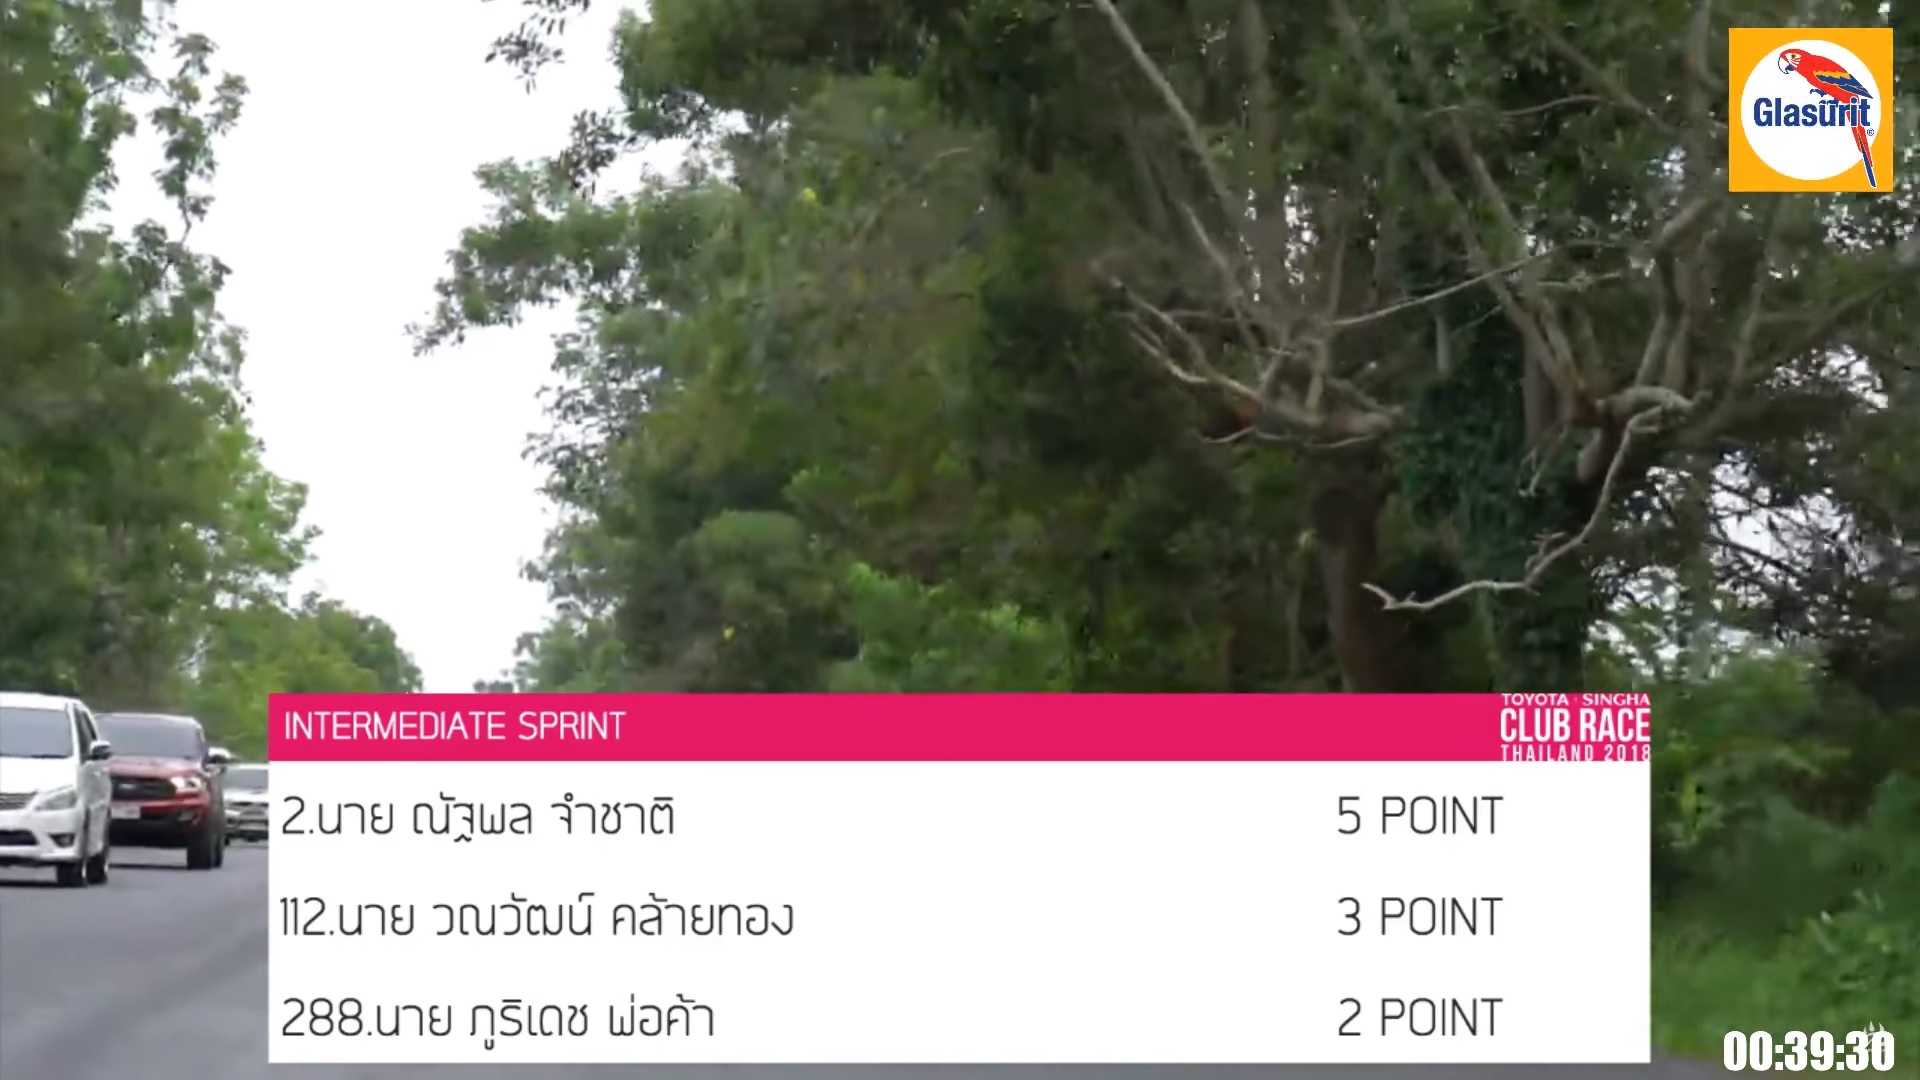 Glasurit
INTERMEDIATE SPRINT
TOYOTA · SINGHA
CLUB RACE
THAILAND 2018
2.นาย ณัฐพล จำชาติ 5 POINT
112.นาย วณวัฒน์ คล้ายทอง 3 POINT
288.นาย ภูริเดช พ่อค้า 2 POINT
00:39:30